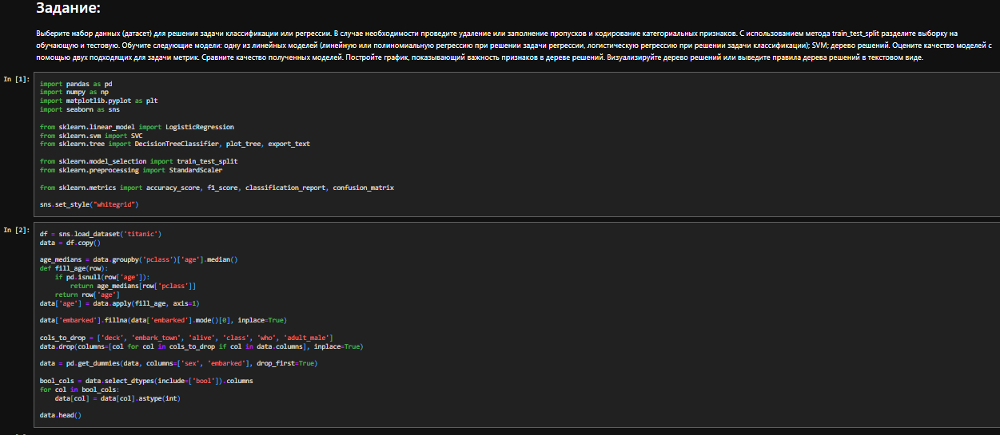 Задание:
Выберите набор данных (датасет) для решения задачи классификации или регрессии. В случае необходимости проведите удаление или заполнение пропусков и кодирование категориальных признаков. С использованием метода train_test_split разделите выборку на
обучающую и тестовую. Обучите следующие модели: одну из линейных моделей (линейную или полиномиальную регрессию при решении задачи регрессии, логистическую регрессию при решении задачи классификации); SVM; дерево решений. Оцените качество моделей с
помощью двух подходящих для задачи метрик. Сравните качество полученных моделей. Постройте график, показывающий важность признаков в дереве решений. Визуализируйте дерево решений или выведите правила дерева решений в текстовом виде.
In [1]:
import pandas as pd
import numpy as np
import matplotlib.pyplot as plt
import seaborn as sns
from sklearn.linear_model import LogisticRegression
from sklearn.svm import SVC
from sklearn.tree import DecisionTreeClassifier, plot_tree, export_text
from sklearn.model_selection import train_test_split
from sklearn.preprocessing import StandardScaler
from sklearn.metrics import accuracy_score, f1_score, classification_report, confusion_matrix
sns.set_style("whitegrid")
In [2]:
df = sns.load_dataset('titanic')
data = df.copy()
age_medians = data.groupby('pclass')['age'].median()
def fill_age(row):
    if pd.isnull(row['age']):
        return age_medians[row['pclass']]
    return row['age']
data['age'] = data.apply(fill_age, axis=1)
data['embarked'].fillna(data['embarked'].mode()[0], inplace=True)
cols_to_drop = ['deck', 'embark_town', 'alive', 'class', 'who', 'adult_male']
data.drop(columns=[col for col in cols_to_drop if col in data.columns], inplace=True)
data = pd.get_dummies(data, columns=['sex', 'embarked'], drop_first=True)
bool_cols = data.select_dtypes(include=['bool']).columns
for col in bool_cols:
    data[col] = data[col].astype(int)
data.head()